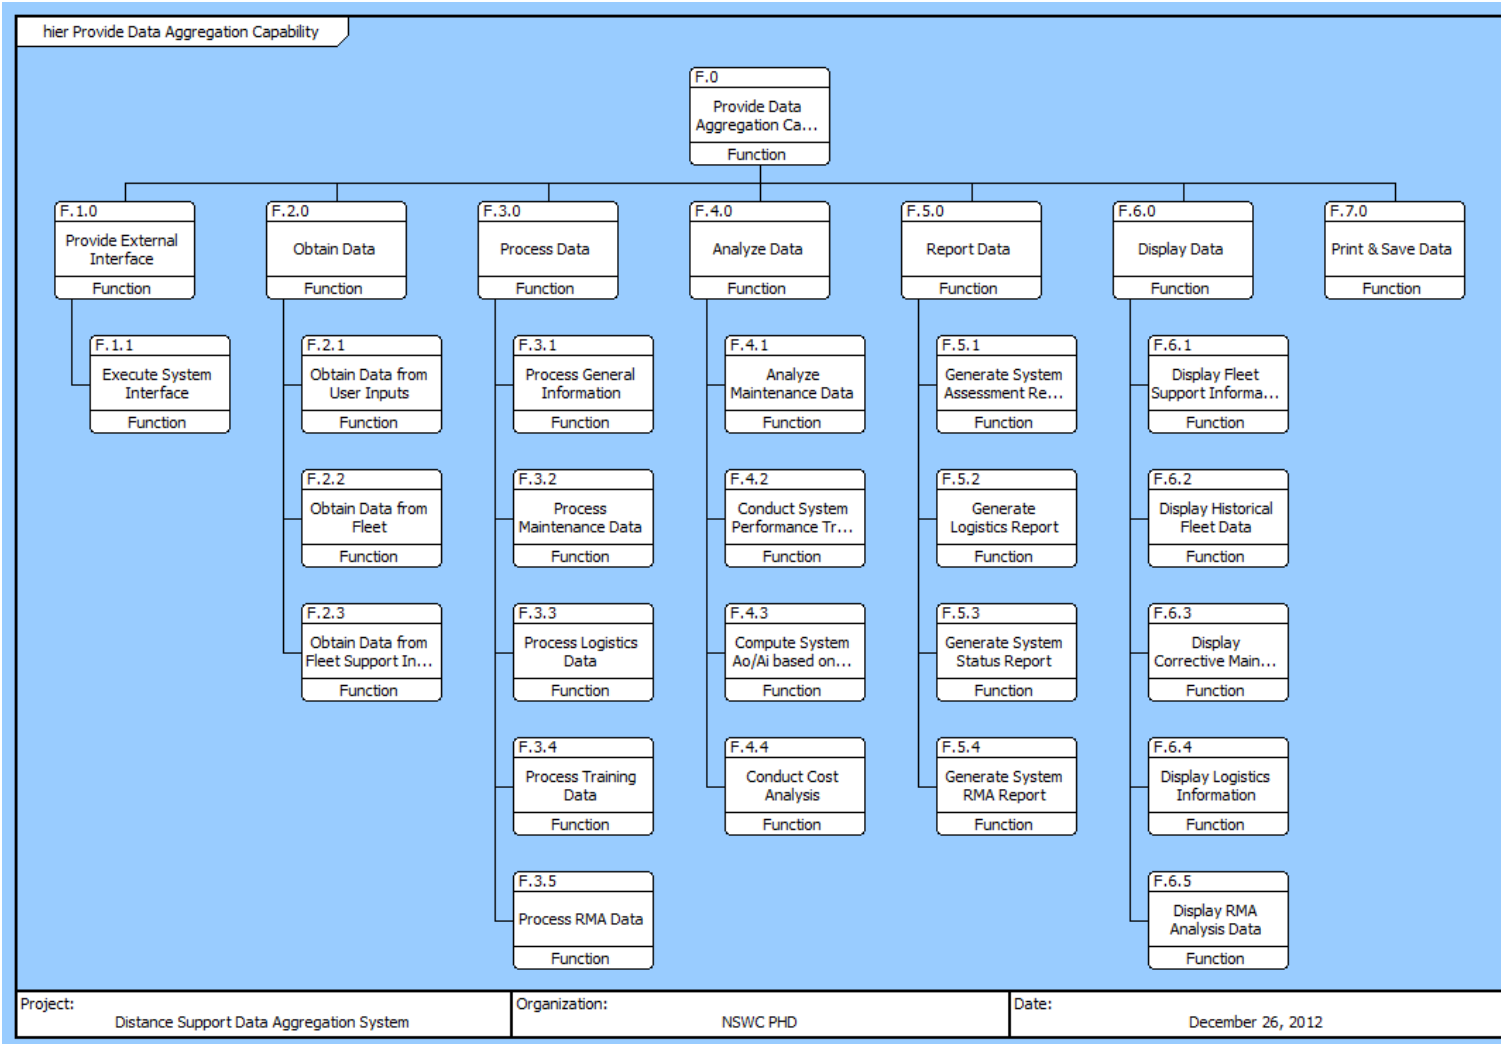 hier Provide Data Aggregation Capability
F.0
Provide Data
Aggregation Ca...
Function
F.1.0
Provide External
Interface
Function
F.2.0
Obtain Data
Function
F.3.0
Process Data
Function
F.4.0
Analyze Data
Function
F.5.0
Report Data
Function
F.6.0
Display Data
Function
F.7.0
Print & Save Data
Function
F.1.1
Execute System
Interface
Function
F.2.1
Obtain Data from
User Inputs
Function
F.3.1
Process General
Information
Function
F.4.1
Analyze
Maintenance Data
Function
F.5.1
Generate System
Assessment Re...
Function
F.6.1
Display Fleet
Support Informa...
Function
F.2.2
Obtain Data from
Fleet
Function
F.3.2
Process
Maintenance Data
Function
F.4.2
Conduct System
Performance Tr...
Function
F.5.2
Generate
Logistics Report
Function
F.6.2
Display Historical
Fleet Data
Function
F.2.3
Obtain Data from
Fleet Support In...
Function
F.3.3
Process Logistics
Data
Function
F.4.3
Compute System
Ao/Ai based on...
Function
F.5.3
Generate System
Status Report
Function
F.6.3
Display
Corrective Main...
Function
F.3.4
Process Training
Data
Function
F.4.4
Conduct Cost
Analysis
Function
F.5.4
Generate System
RMA Report
Function
F.6.4
Display Logistics
Information
Function
F.3.5
Process RMA Data
Function
F.6.5
Display RMA
Analysis Data
Function
Project:
Distance Support Data Aggregation System
Organization:
NSWC PHD
Date:
December 26, 2012